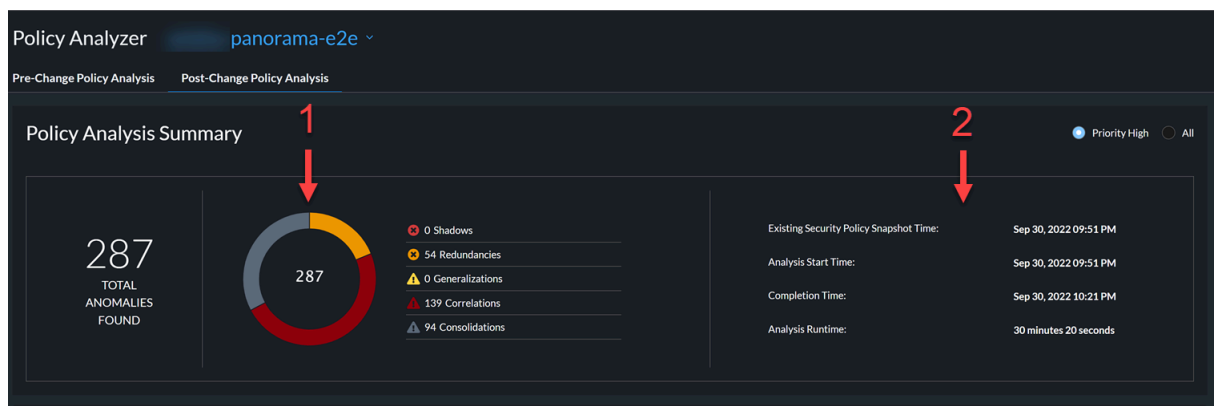 Policy Analyzer panorama-e2e
Pre-Change Policy Analysis Post-Change Policy Analysis
1
2
Policy Analysis Summary
Priority High All
287
TOTAL
ANOMALIES
FOUND
287
0 Shadows
54 Redundancies
0 Generalizations
139 Correlations
94 Consolidations
Existing Security Policy Snapshot Time: Sep 30, 2022 09:51 PM
Analysis Start Time: Sep 30, 2022 09:51 PM
Completion Time: Sep 30, 2022 10:21 PM
Analysis Runtime: 30 minutes 20 seconds